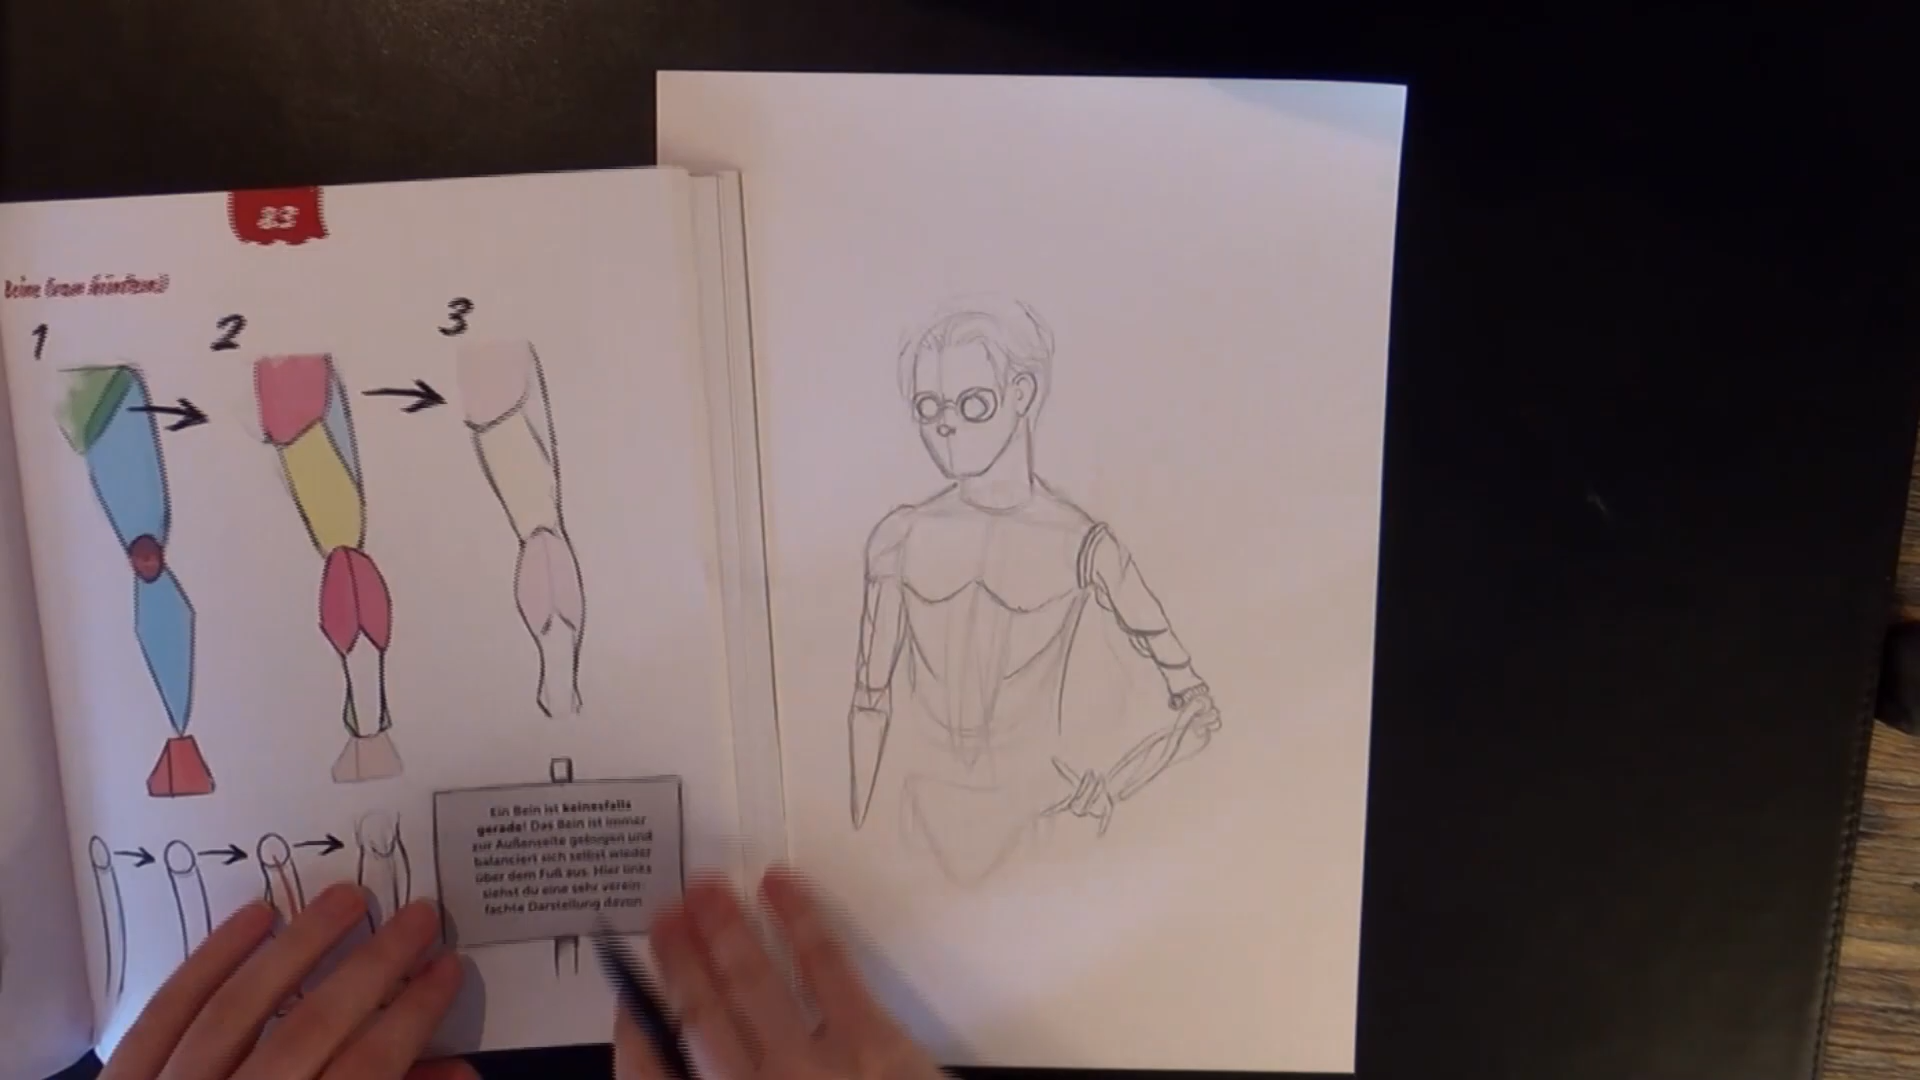 23
1
2
3
Ein Bein ist keinesfalls
gerade! Das Bein ist immer
zur Außenseite gebogen und
balanciert sich selbst wieder
über dem Fuß aus. Hier links
siehst du eine sehr verein-
fachte Darstellung davon